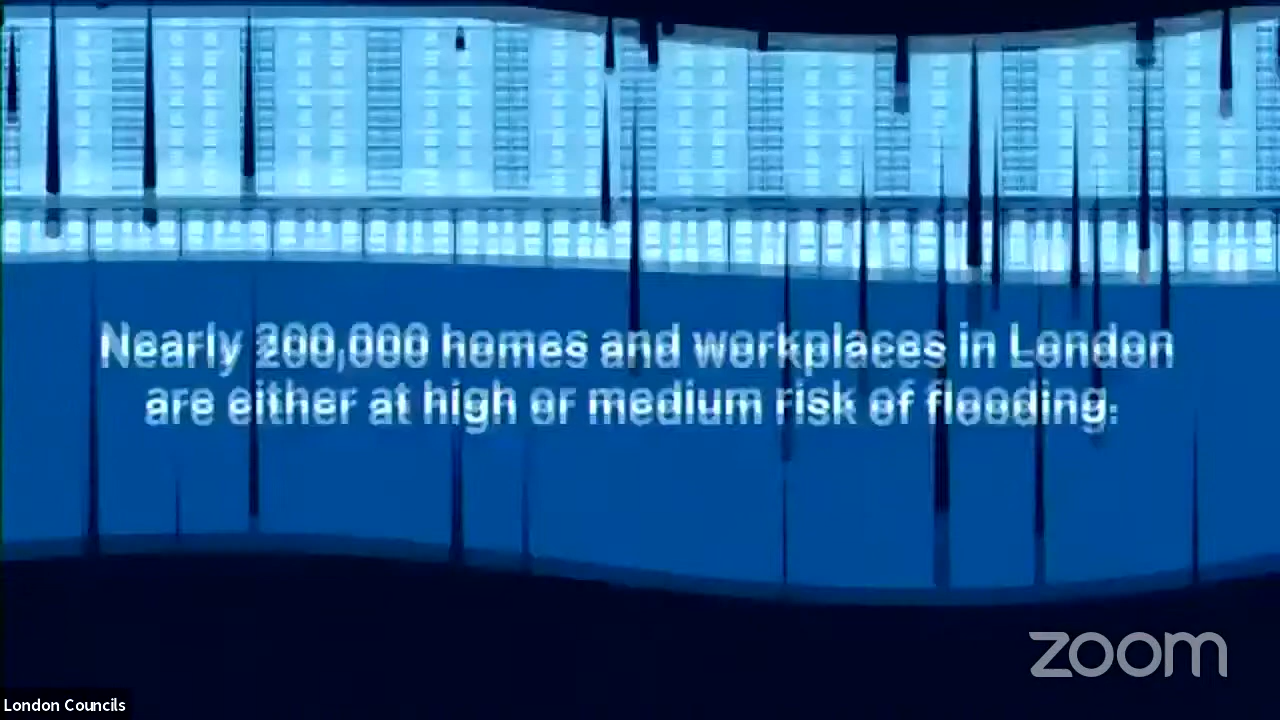 Nearly 200,000 homes and workplaces in London
are either at high or medium risk of flooding.
zoom
London Councils